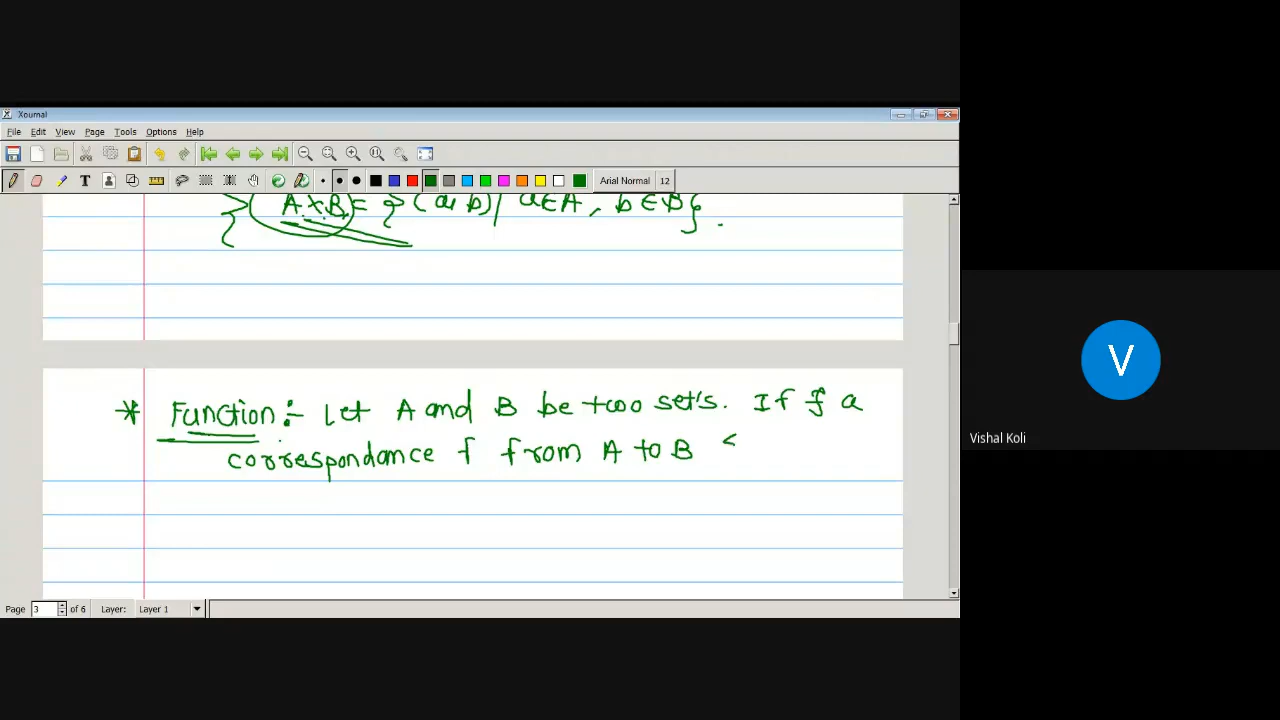 Xournal
File Edit View Page Tools Options Help
Arial Normal 12
A×B = {(a, b) | a∈A, b∈B}.
* Function:- Let A and B be two set's. If f a
correspondance f from A to B
Vishal Koli
V
Page 3 of 6 Layer: Layer 1